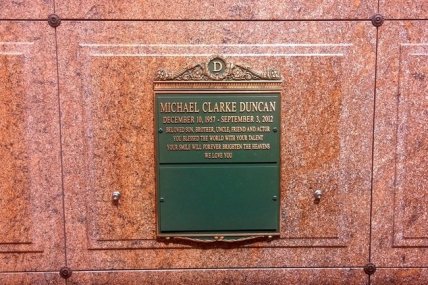 D
MICHAEL CLARKE DUNCAN
DECEMBER 10, 1957 - SEPTEMBER 3, 2012
BELOVED SON, BROTHER, UNCLE, FRIEND AND ACTOR
YOU BLESSED THE WORLD WITH YOUR TALENT
YOUR SMILE WILL FOREVER BRIGHTEN THE HEAVENS
WE LOVE YOU